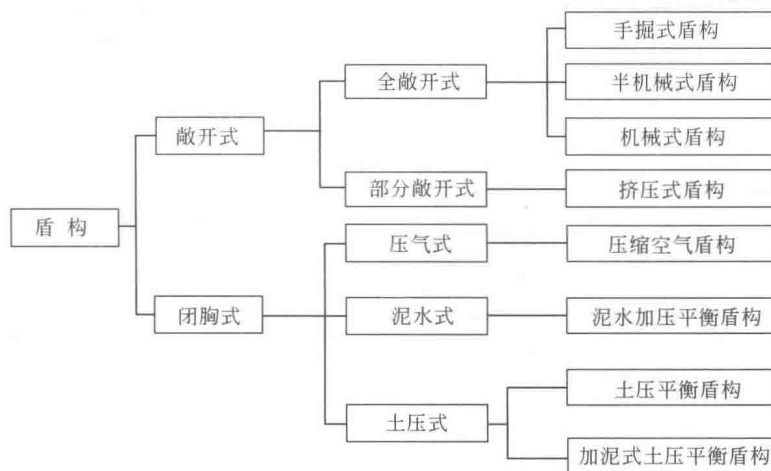 手掘式盾构
全敞开式
半机械式盾构
敞开式
机械式盾构
部分敞开式
挤压式盾构
盾 构
压气式
压缩空气盾构
闭胸式
泥水式
泥水加压平衡盾构
土压平衡盾构
土压式
加泥式土压平衡盾构